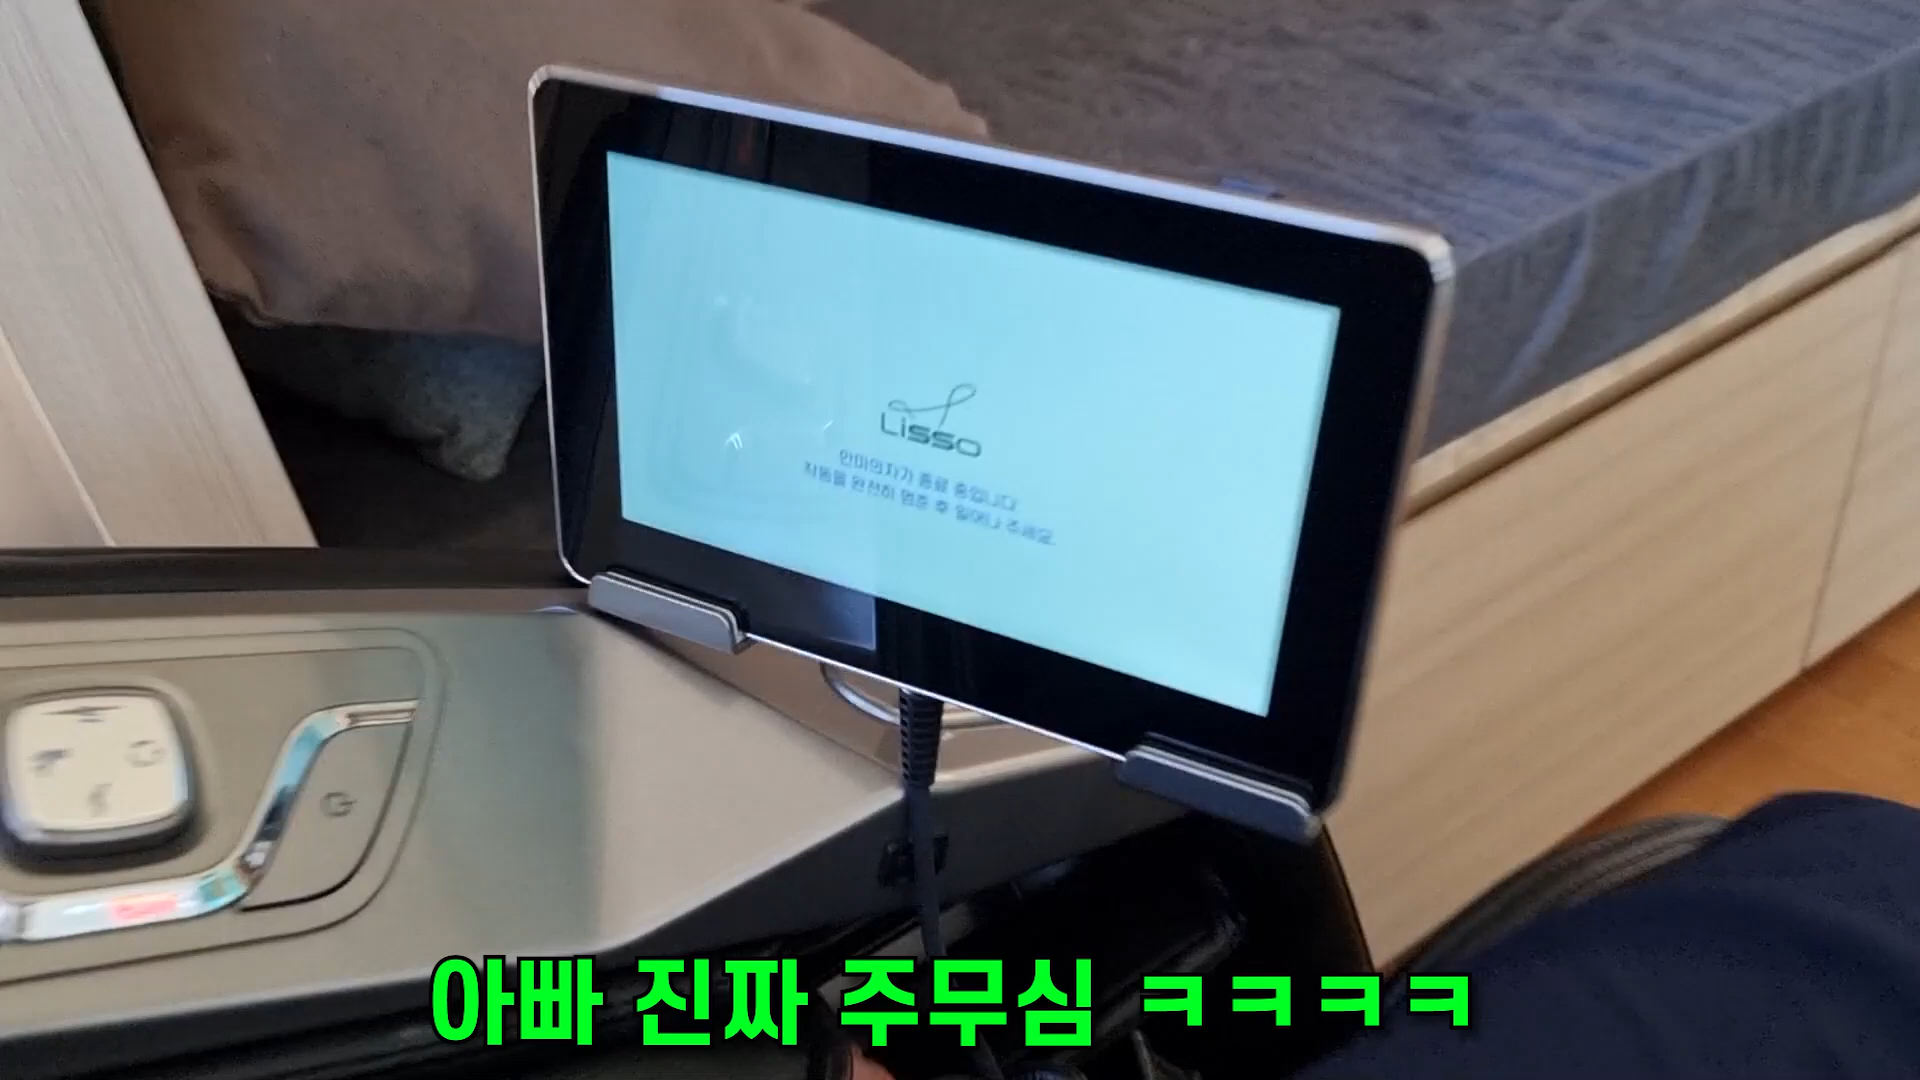 Lisso
안마의자가 종료 중입니다
작동을 완전히 멈춘 후 일어나 주세요.
아빠 진짜 주무심 ㅋㅋㅋㅋ